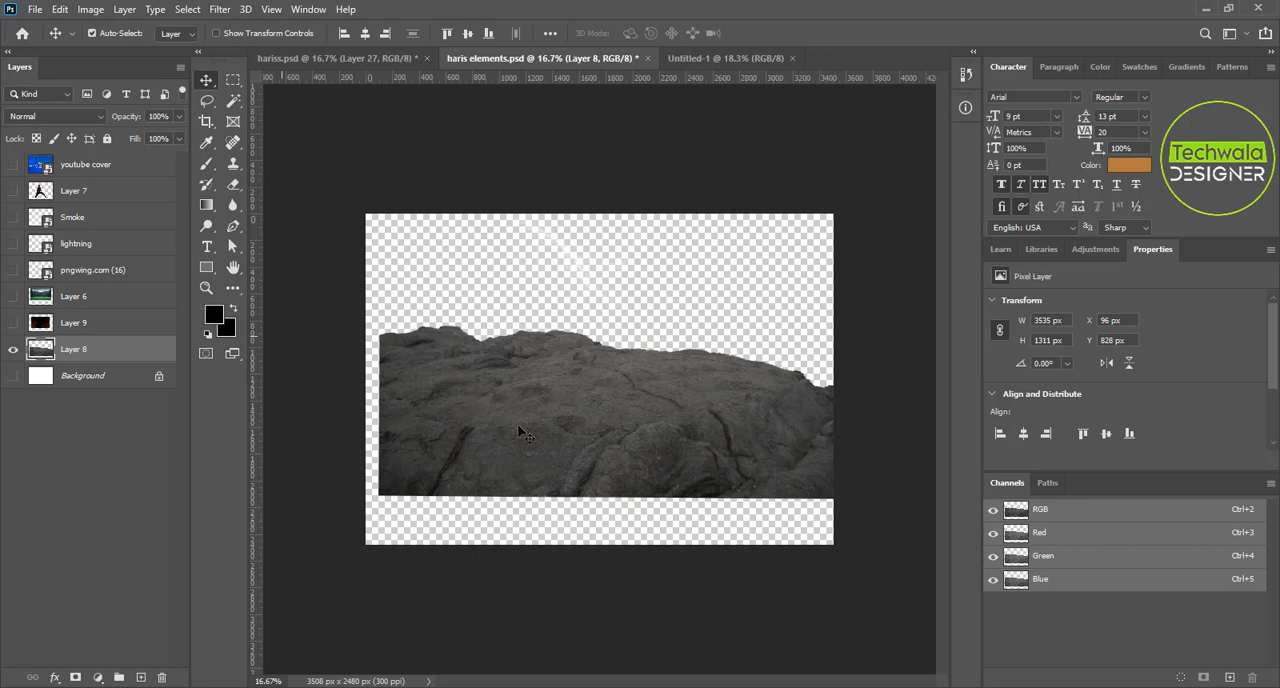 Ps File Edit Image Layer Type Select Filter 3D View Window Help
Auto-Select: Layer Show Transform Controls 3D Mode:
Layers
hariss.psd @ 16.7% (Layer 27, RGB/8) *
haris elements.psd @ 16.7% (Layer 8, RGB/8) *
Untitled-1 @ 18.3% (RGB/8)
Kind
Normal Opacity: 100%
Lock: Fill: 100%
youtube cover
Layer 7
Smoke
lightning
pngwing.com (16)
Layer 6
Layer 9
Layer 8
Background
16.67% 3508 px x 2480 px (300 ppi)
Character Paragraph Color Swatches Gradients Patterns
Arial Regular
9 pt 13 pt
Metrics 20
100% 100%
0 pt Color:
English: USA Sharp
Techwala
DESIGNER
Learn Libraries Adjustments Properties
Pixel Layer
Transform
W 3535 px X 96 px
H 1311 px Y 828 px
0.00°
Align and Distribute
Align:
Channels Paths
RGB Ctrl+2
Red Ctrl+3
Green Ctrl+4
Blue Ctrl+5